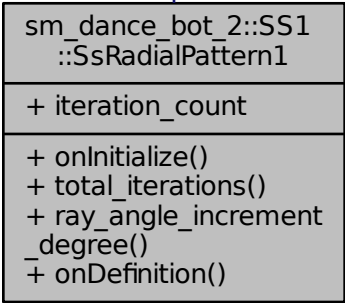 sm_dance_bot_2::SS1
::SsRadialPattern1
+ iteration_count
+ onInitialize()
+ total_iterations()
+ ray_angle_increment
_degree()
+ onDefinition()